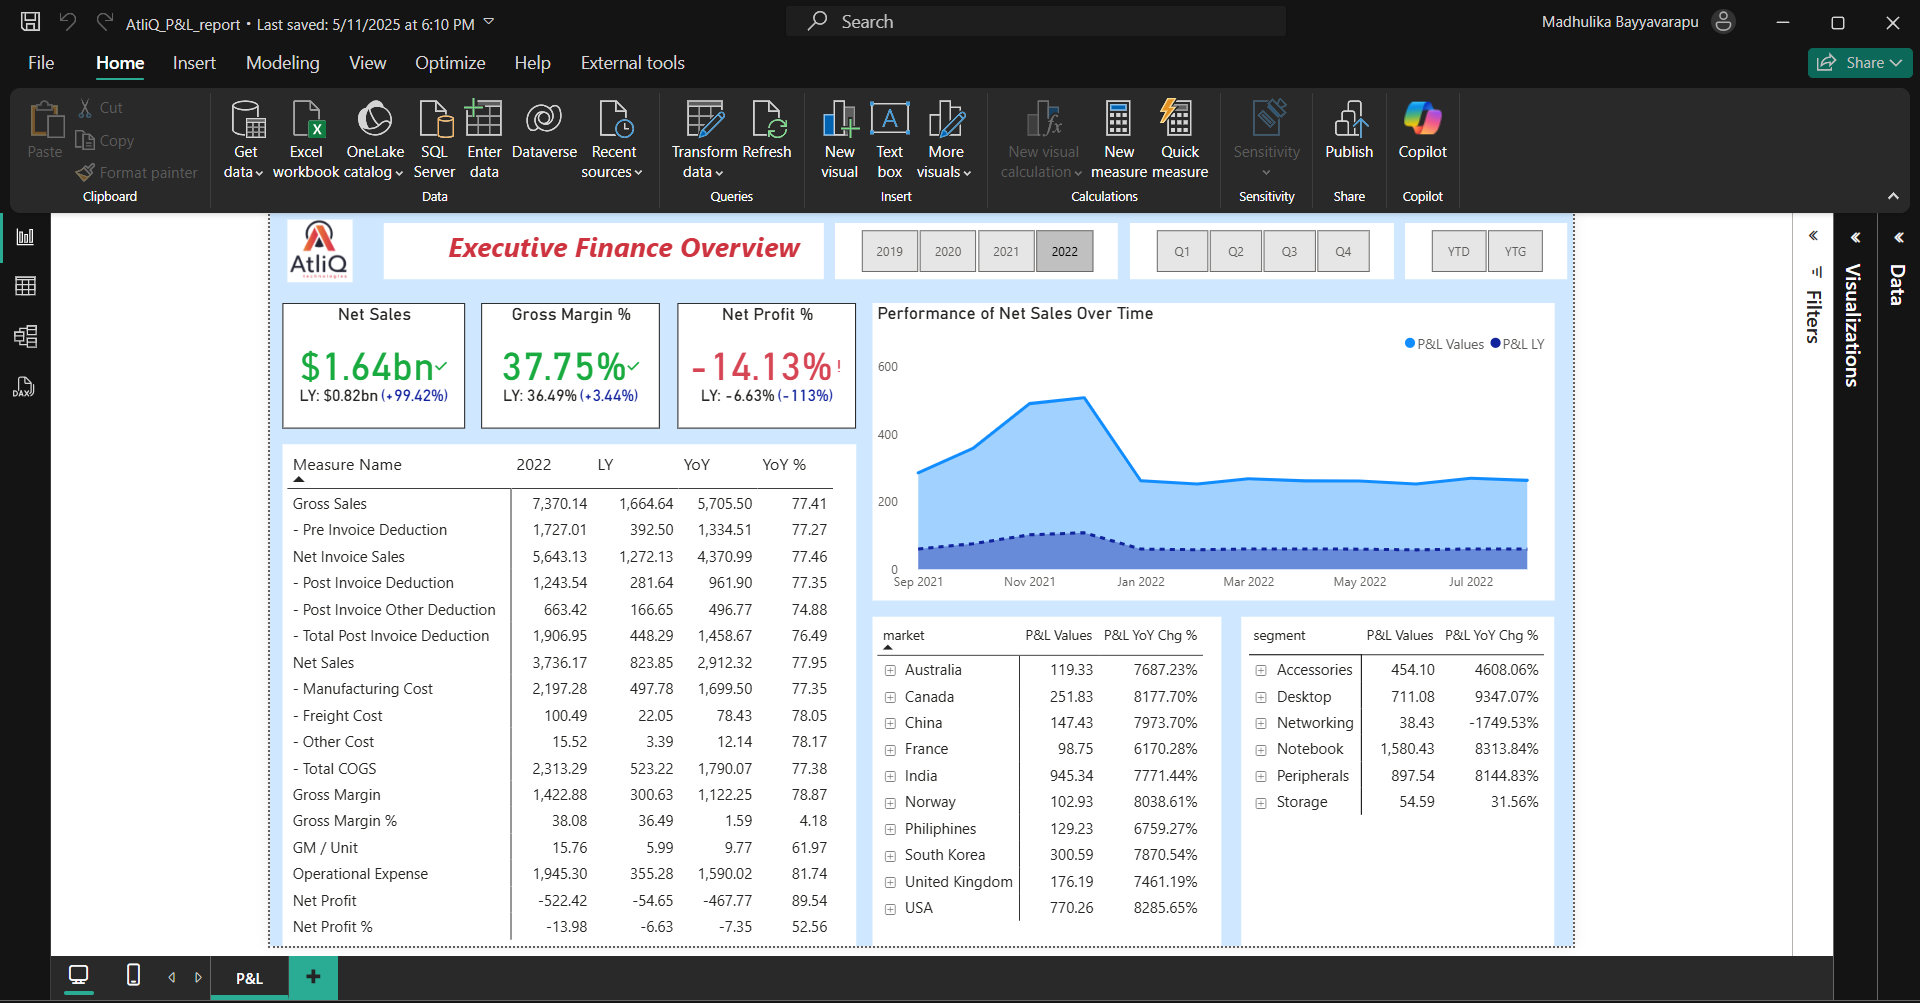 AtliQ_P&L_report • Last saved: 5/11/2025 at 6:10 PM
Search
Madhulika Bayyavarapu
File Home Insert Modeling View Optimize Help External tools
Share
Paste
Cut
Copy
Format painter
Clipboard
Get data
Excel workbook
OneLake catalog
SQL Server
Enter data
Dataverse
Recent sources
Data
Transform data
Refresh
Queries
New visual
Text box
More visuals
Insert
New visual calculation
New measure
Quick measure
Calculations
Sensitivity
Sensitivity
Publish
Share
Copilot
Copilot
DAX
AtliQ
technologies
Executive Finance Overview
2019 2020 2021 2022
Q1 Q2 Q3 Q4
YTD YTG
Net Sales
$1.64bn
LY: $0.82bn (+99.42%)
Gross Margin %
37.75%
LY: 36.49% (+3.44%)
Net Profit %
-14.13%!
LY: -6.63% (-113%)
Performance of Net Sales Over Time
P&L Values P&L LY
600
400
200
0
Sep 2021 Nov 2021 Jan 2022 Mar 2022 May 2022 Jul 2022
Measure Name 2022 LY YoY YoY %
Gross Sales 7,370.14 1,664.64 5,705.50 77.41
- Pre Invoice Deduction 1,727.01 392.50 1,334.51 77.27
Net Invoice Sales 5,643.13 1,272.13 4,370.99 77.46
- Post Invoice Deduction 1,243.54 281.64 961.90 77.35
- Post Invoice Other Deduction 663.42 166.65 496.77 74.88
- Total Post Invoice Deduction 1,906.95 448.29 1,458.67 76.49
Net Sales 3,736.17 823.85 2,912.32 77.95
- Manufacturing Cost 2,197.28 497.78 1,699.50 77.35
- Freight Cost 100.49 22.05 78.43 78.05
- Other Cost 15.52 3.39 12.14 78.17
- Total COGS 2,313.29 523.22 1,790.07 77.38
Gross Margin 1,422.88 300.63 1,122.25 78.87
Gross Margin % 38.08 36.49 1.59 4.18
GM / Unit 15.76 5.99 9.77 61.97
Operational Expense 1,945.30 355.28 1,590.02 81.74
Net Profit -522.42 -54.65 -467.77 89.54
Net Profit % -13.98 -6.63 -7.35 52.56
market P&L Values P&L YoY Chg %
Australia 119.33 7687.23%
Canada 251.83 8177.70%
China 147.43 7973.70%
France 98.75 6170.28%
India 945.34 7771.44%
Norway 102.93 8038.61%
Philiphines 129.23 6759.27%
South Korea 300.59 7870.54%
United Kingdom 176.19 7461.19%
USA 770.26 8285.65%
segment P&L Values P&L YoY Chg %
Accessories 454.10 4608.06%
Desktop 711.08 9347.07%
Networking 38.43 -1749.53%
Notebook 1,580.43 8313.84%
Peripherals 897.54 8144.83%
Storage 54.59 31.56%
Filters
Visualizations
Data
P&L